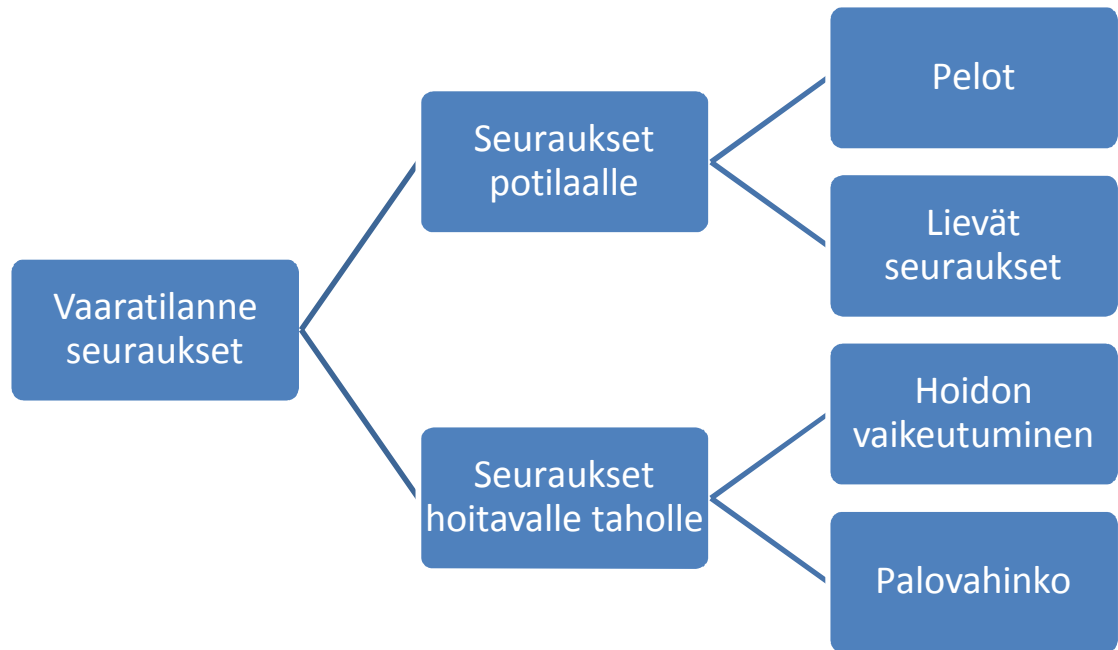 Vaaratilanne
seuraukset
Seuraukset
potilaalle
Pelot
Lievät
seuraukset
Seuraukset
hoitavalle taholle
Hoidon
vaikeutuminen
Palovahinko